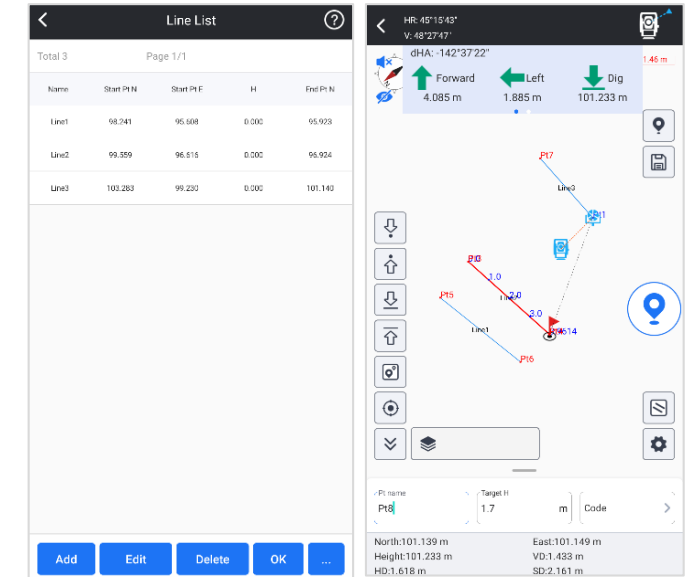 Line List
?
Total 3 Page 1/1
Name Start Pt N Start Pt E H End Pt N
Line1 98.241 95.608 0.000 95.923
Line2 99.559 96.616 0.000 96.924
Line3 103.283 99.230 0.000 101.140
Add Edit Delete OK ...
HR: 45°15'43"
V: 48°27'47"
dHA: -142°37'22"
1.46 m
Forward Left Dig
4.085 m 1.885 m 101.233 m
Pt7
Line3
1.0
Pt5 2.0
3.0
Line1
Pt6
Pt name Target H
Pt8 1.7 m Code
North:101.139 m East:101.149 m
Height:101.233 m VD:1.433 m
HD:1.618 m SD:2.161 m